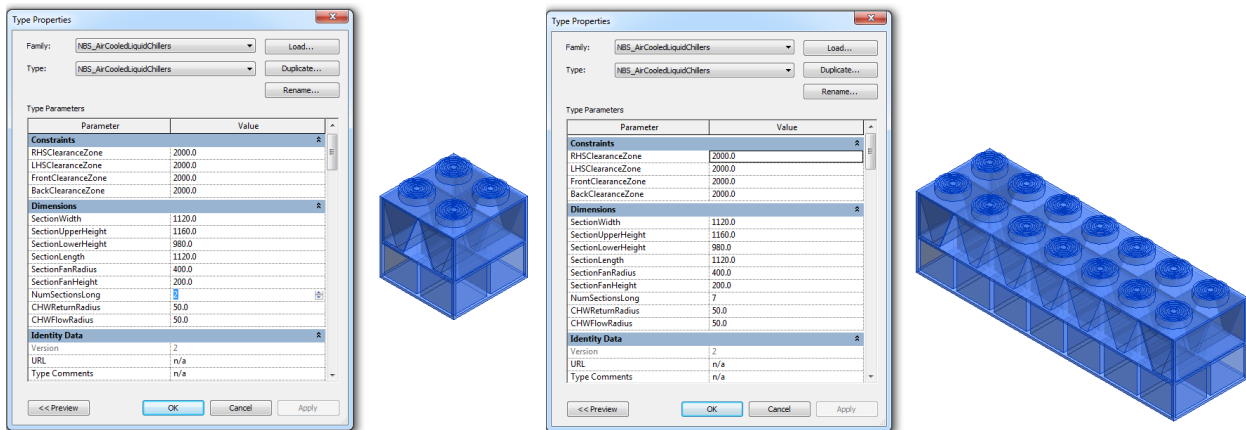 Type Properties
Family: NBS_AirCooledLiquidChillers Load...
Type: NBS_AirCooledLiquidChillers Duplicate...
Rename...
Type Parameters
Parameter Value
Constraints
RHSClearanceZone 2000.0
LHSClearanceZone 2000.0
FrontClearanceZone 2000.0
BackClearanceZone 2000.0
Dimensions
SectionWidth 1120.0
SectionUpperHeight 1160.0
SectionLowerHeight 980.0
SectionLength 1120.0
SectionFanRadius 400.0
SectionFanHeight 200.0
NumSectionsLong 2
CHWReturnRadius 50.0
CHWFlowRadius 50.0
Identity Data
Version 2
URL n/a
Type Comments n/a
<< Preview OK Cancel Apply
Type Properties
Family: NBS_AirCooledLiquidChillers Load...
Type: NBS_AirCooledLiquidChillers Duplicate...
Rename...
Type Parameters
Parameter Value
Constraints
RHSClearanceZone 2000.0
LHSClearanceZone 2000.0
FrontClearanceZone 2000.0
BackClearanceZone 2000.0
Dimensions
SectionWidth 1120.0
SectionUpperHeight 1160.0
SectionLowerHeight 980.0
SectionLength 1120.0
SectionFanRadius 400.0
SectionFanHeight 200.0
NumSectionsLong 7
CHWReturnRadius 50.0
CHWFlowRadius 50.0
Identity Data
Version 2
URL n/a
Type Comments n/a
<< Preview OK Cancel Apply